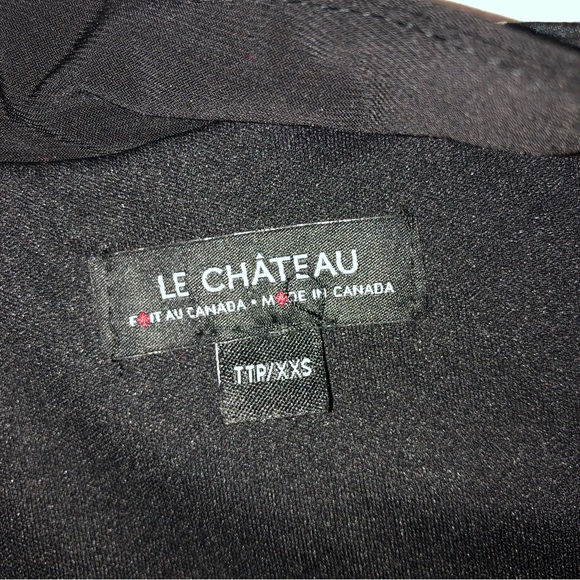 LE CHÂTEAU
FAIT AU CANADA • MADE IN CANADA
TTP/XXS